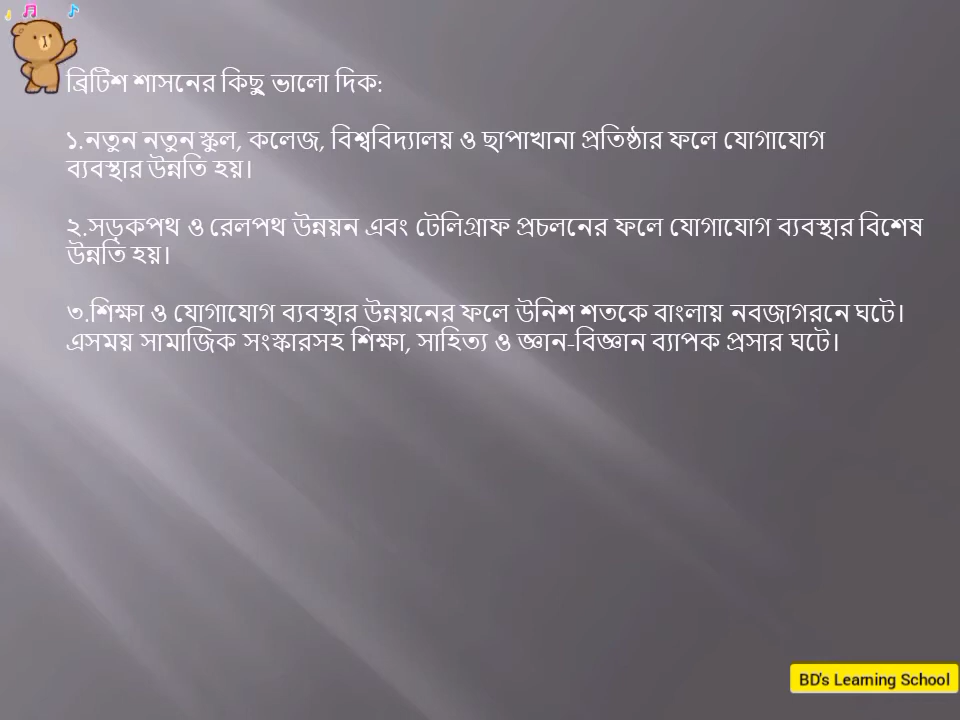 ব্রিটিশ শাসনের কিছু ভালো দিক:
১.নতুন নতুন স্কুল, কলেজ, বিশ্ববিদ্যালয় ও ছাপাখানা প্রতিষ্ঠার ফলে যোগাযোগ
ব্যবস্থার উন্নতি হয়।
২.সড়কপথ ও রেলপথ উন্নয়ন এবং টেলিগ্রাফ প্রচলনের ফলে যোগাযোগ ব্যবস্থার বিশেষ
উন্নতি হয়।
৩.শিক্ষা ও যোগাযোগ ব্যবস্থার উন্নয়নের ফলে উনিশ শতকে বাংলায় নবজাগরনে ঘটে।
এসময় সামাজিক সংস্কারসহ শিক্ষা, সাহিত্য ও জ্ঞান-বিজ্ঞান ব্যাপক প্রসার ঘটে।
BD's Learning School